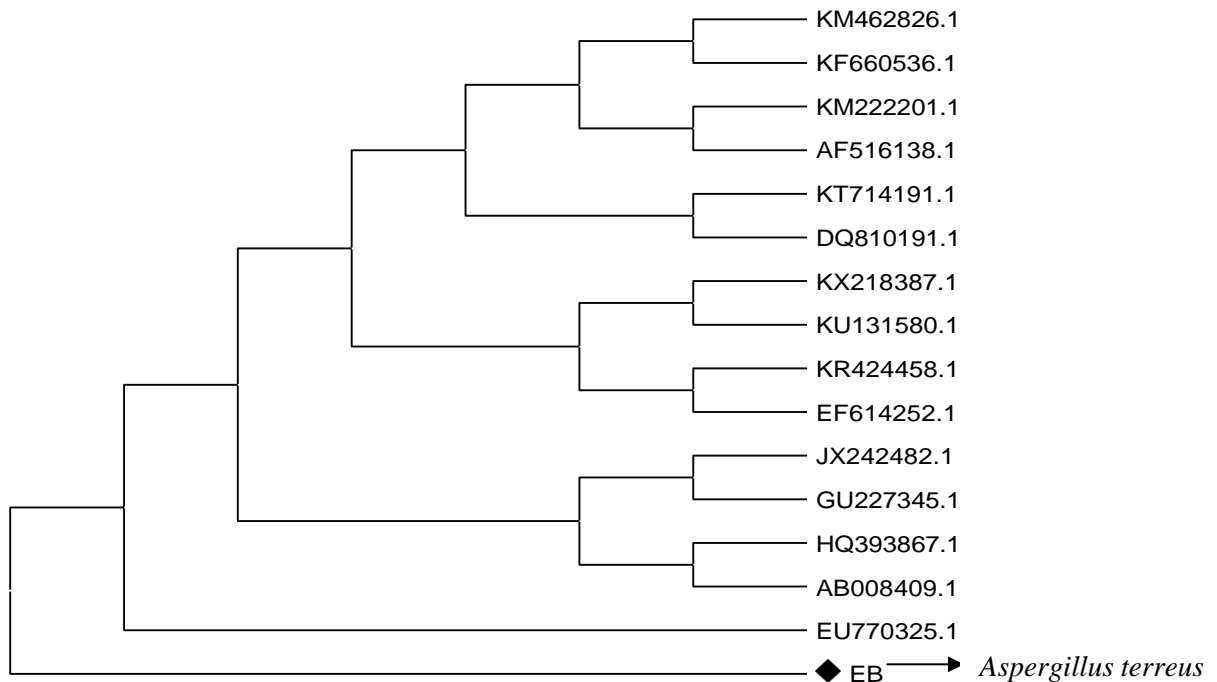 KM462826.1
KF660536.1
KM222201.1
AF516138.1
KT714191.1
DQ810191.1
KX218387.1
KU131580.1
KR424458.1
EF614252.1
JX242482.1
GU227345.1
HQ393867.1
AB008409.1
EU770325.1
EB Aspergillus terreus